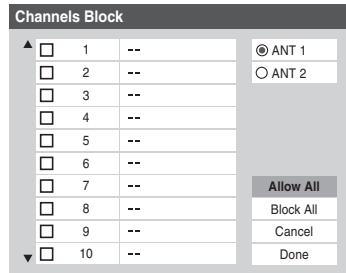 Channels Block
1 --
2 --
3 --
4 --
5 --
6 --
7 --
8 --
9 --
10 --
ANT 1
ANT 2
Allow All
Block All
Cancel
Done